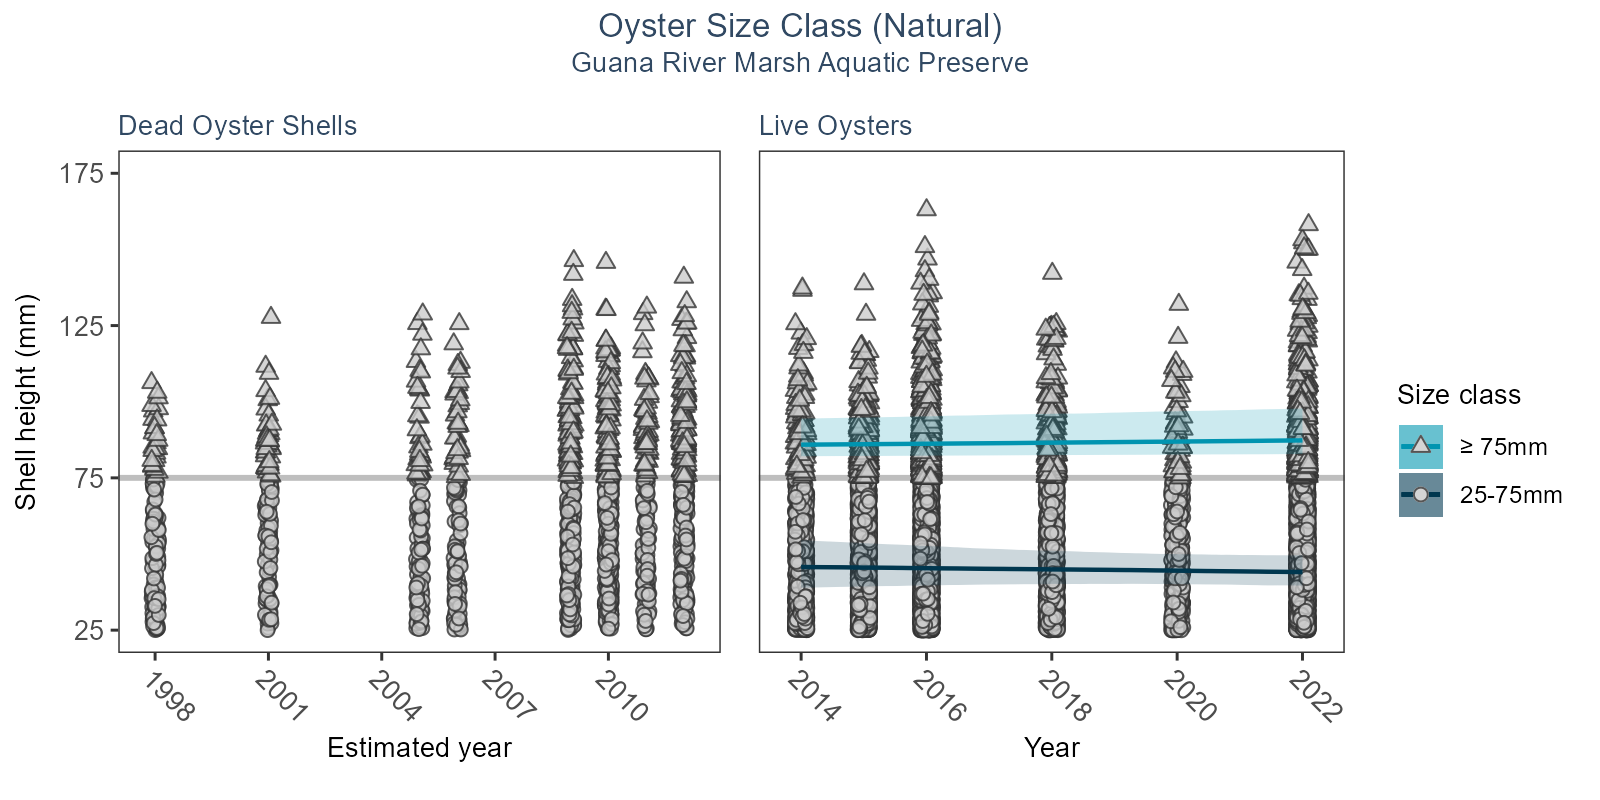 Oyster Size Class (Natural)
Guana River Marsh Aquatic Preserve
Dead Oyster Shells
Live Oysters
Shell height (mm)
175
125
75
25
1998
2001
2004
2007
2010
2014
2016
2018
2020
2022
Estimated year
Year
Size class
≥ 75mm
25-75mm